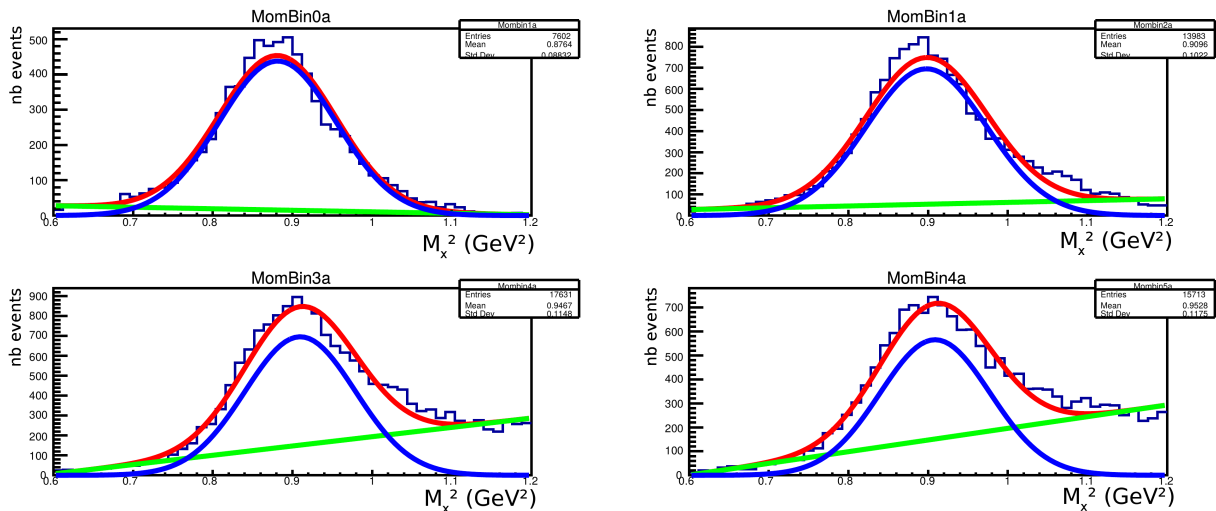 MomBin0a
Mombin1a
Entries 7602
Mean 0.8764
Std Dev 0.08832
nb events
500
400
300
200
100
0
0.6 0.7 0.8 0.9 1 1.1 1.2
Mₓ² (GeV²)
MomBin1a
Mombin2a
Entries 13983
Mean 0.9096
Std Dev 0.1022
nb events
800
700
600
500
400
300
200
100
0
0.6 0.7 0.8 0.9 1 1.1 1.2
Mₓ² (GeV²)
MomBin3a
Mombin4a
Entries 17631
Mean 0.9467
Std Dev 0.1148
nb events
900
800
700
600
500
400
300
200
100
0
0.6 0.7 0.8 0.9 1 1.1 1.2
Mₓ² (GeV²)
MomBin4a
Mombin5a
Entries 15713
Mean 0.9528
Std Dev 0.1175
nb events
700
600
500
400
300
200
100
0
0.6 0.7 0.8 0.9 1 1.1 1.2
Mₓ² (GeV²)